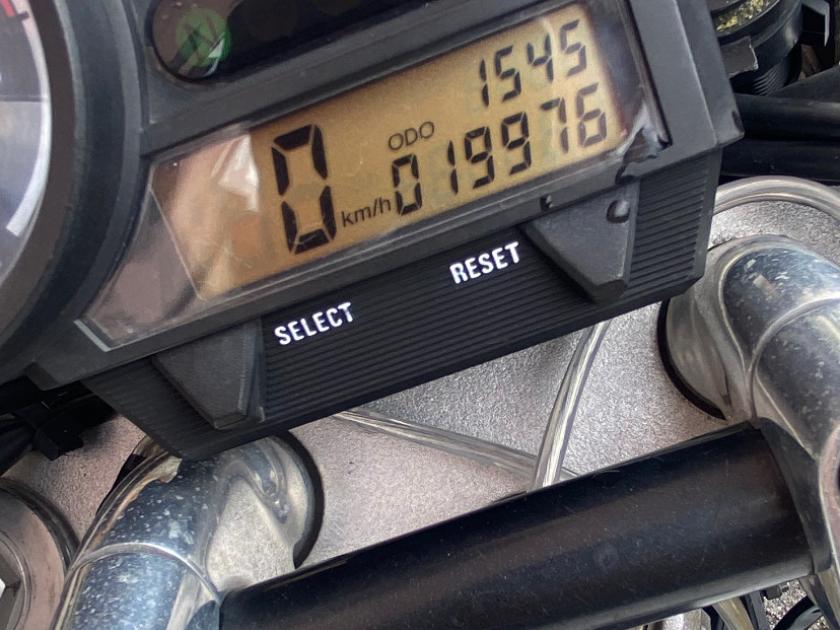 N
1545
ODO
0 km/h 019976
RESET
SELECT